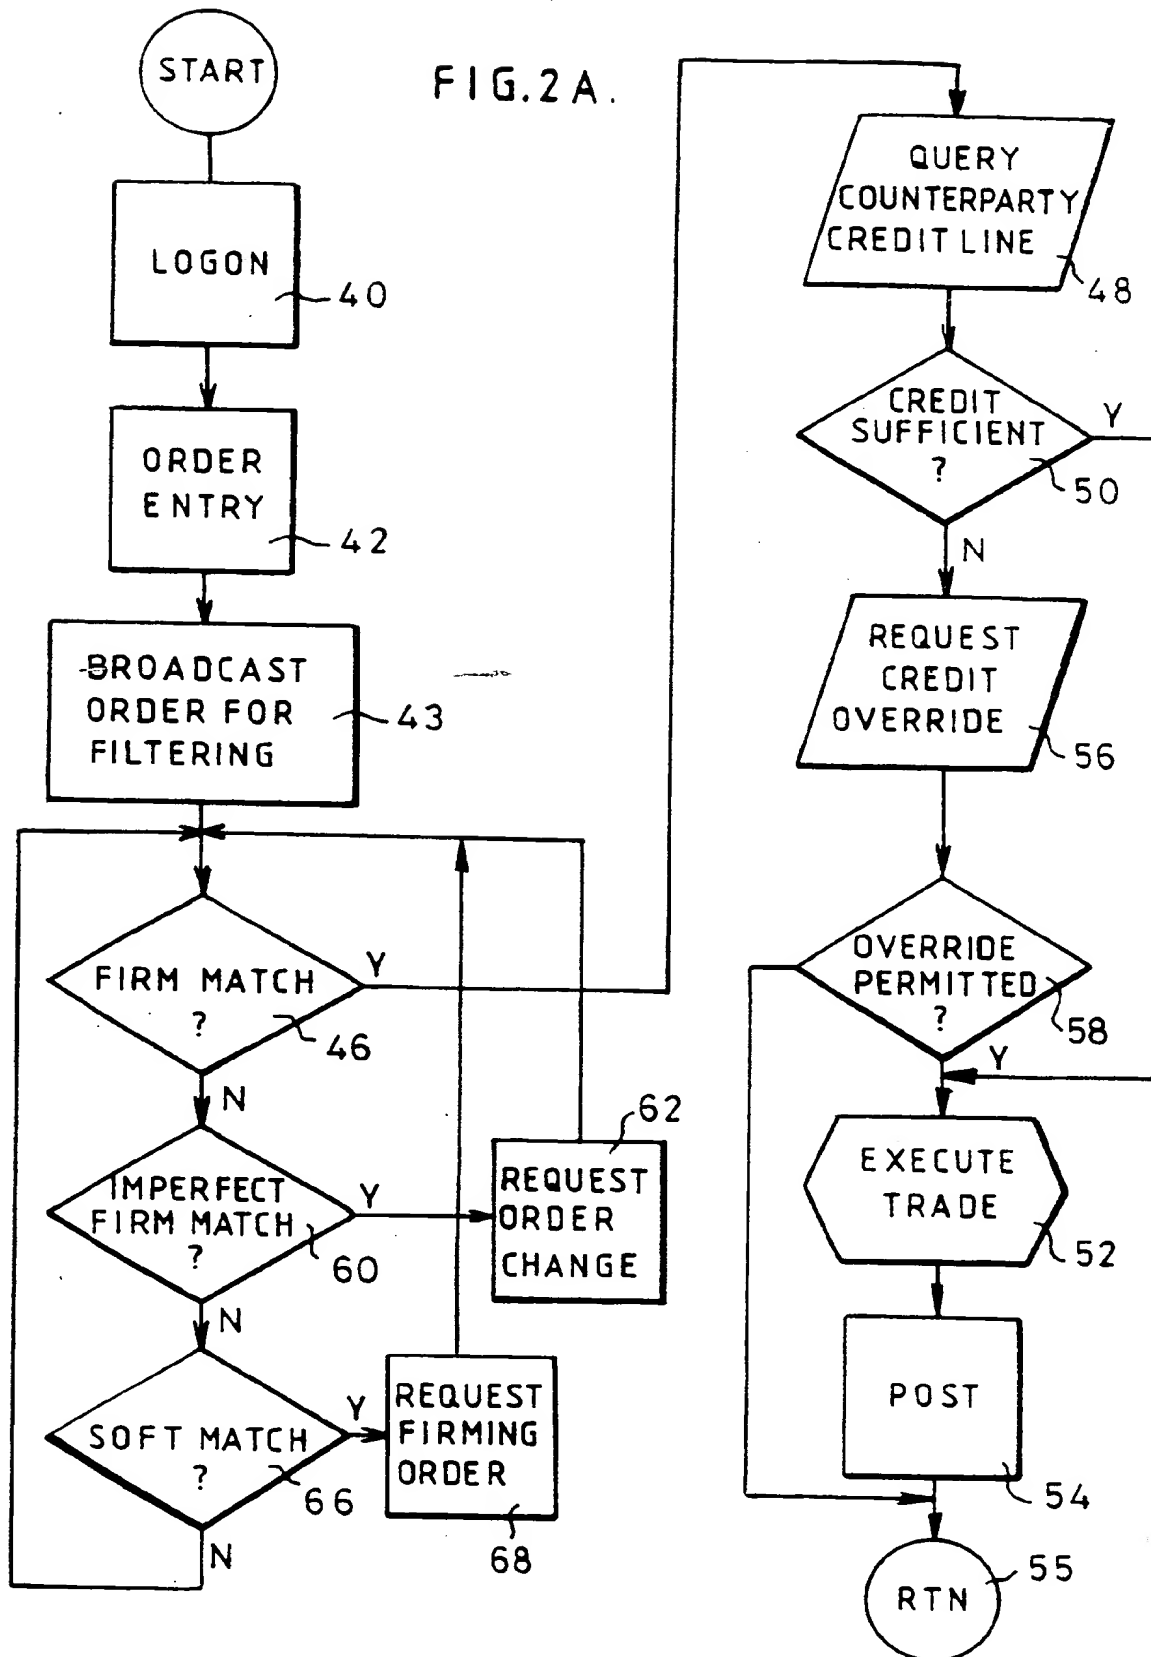 START
FIG.2A.
LOGON
40
ORDER
ENTRY
42
BROADCAST
ORDER FOR
FILTERING
43
FIRM MATCH
?
46
Y
N
IMPERFECT
FIRM MATCH
?
60
Y
N
62
REQUEST
ORDER
CHANGE
SOFT MATCH
?
66
Y
N
REQUEST
FIRMING
ORDER
68
QUERY
COUNTERPARTY
CREDIT LINE
48
CREDIT
SUFFICIENT
?
50
Y
N
REQUEST
CREDIT
OVERRIDE
56
OVERRIDE
PERMITTED
?
58
Y
EXECUTE
TRADE
52
POST
54
RTN
55